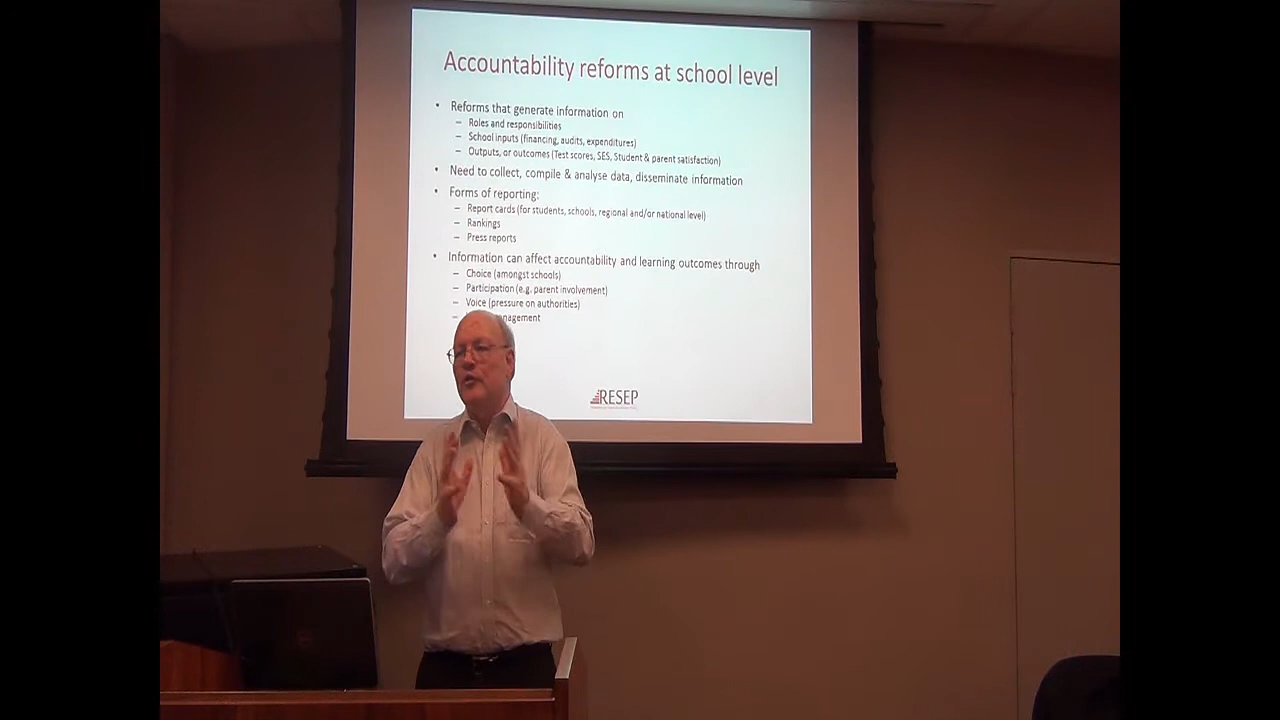 Accountability reforms at school level
• Reforms that generate information on
– Roles and responsibilities
– School inputs (financing, audits, expenditures)
– Outputs, or outcomes (Test scores, SES, Student & parent satisfaction)
• Need to collect, compile & analyse data, disseminate information
• Forms of reporting:
– Report cards (for students, schools, regional and/or national level)
– Rankings
– Press reports
• Information can affect accountability and learning outcomes through
– Choice (amongst schools)
– Participation (e.g. parent involvement)
– Voice (pressure on authorities)
–
RESEP